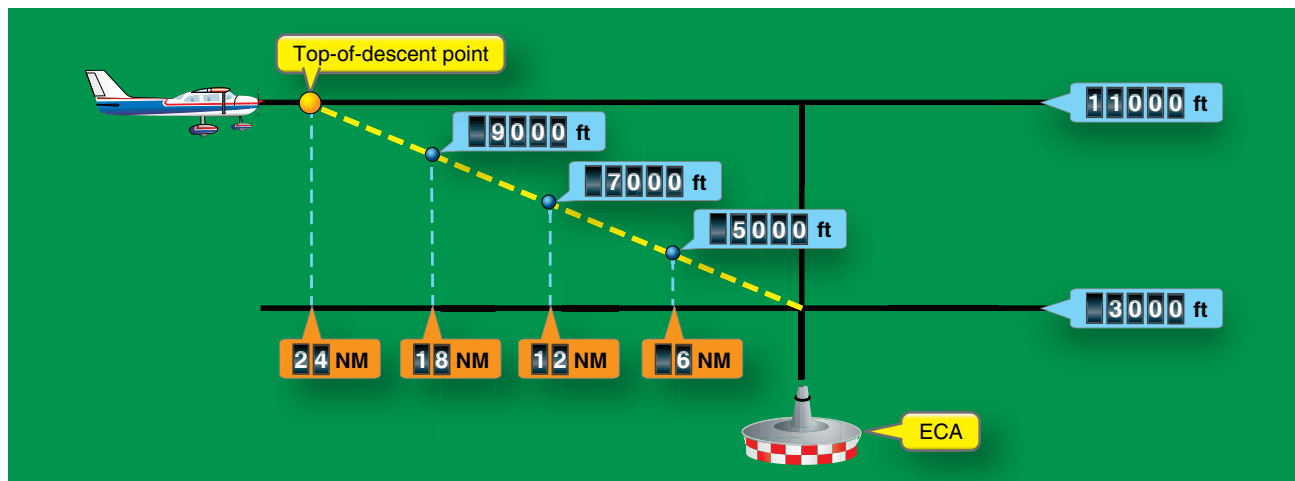 Top-of-descent point
11000 ft
9000 ft
7000 ft
5000 ft
3000 ft
24 NM
18 NM
12 NM
6 NM
ECA